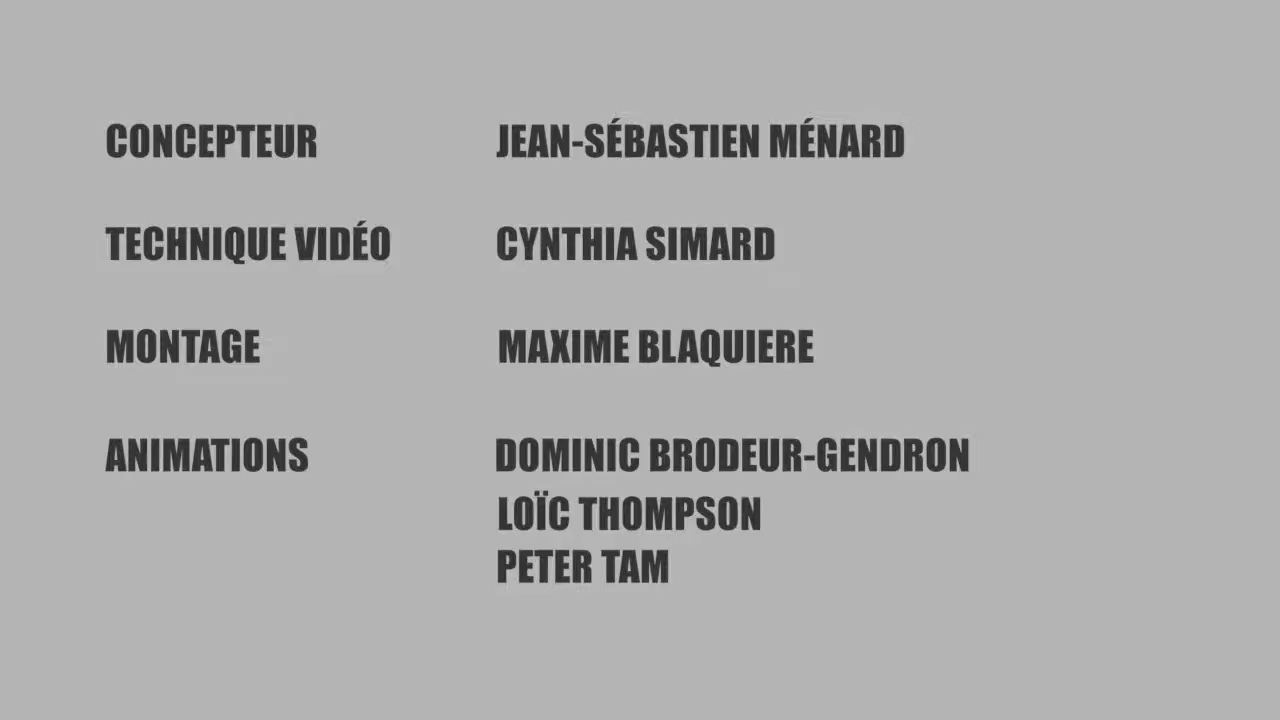 CONCEPTEUR JEAN-SÉBASTIEN MÉNARD
TECHNIQUE VIDÉO CYNTHIA SIMARD
MONTAGE MAXIME BLAQUIERE
ANIMATIONS DOMINIC BRODEUR-GENDRON
LOÏC THOMPSON
PETER TAM